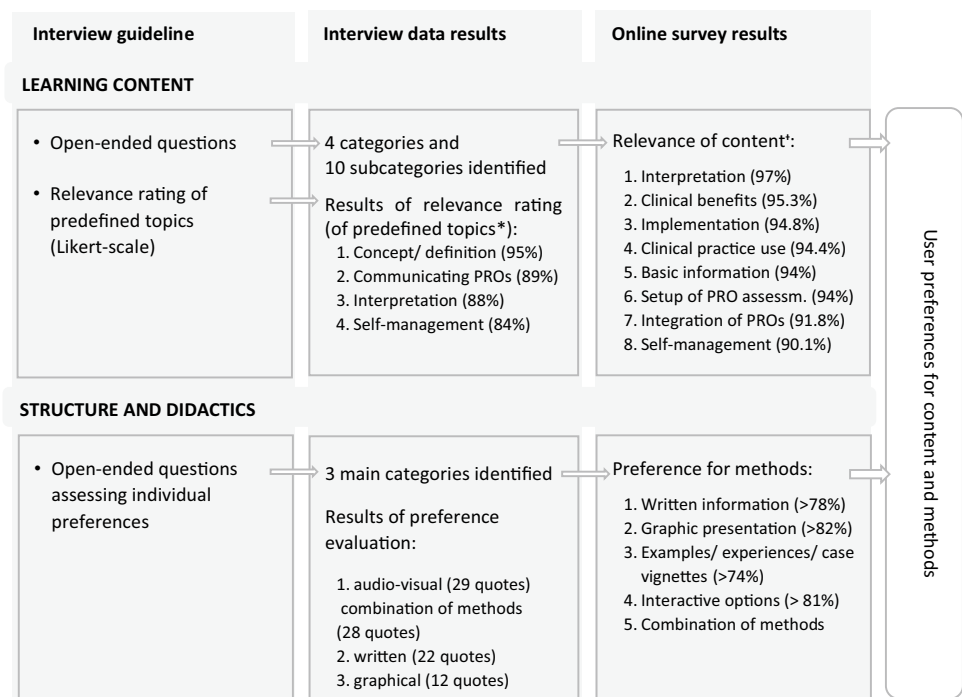 Interview guideline
Interview data results
Online survey results
LEARNING CONTENT
• Open-ended questions
• Relevance rating of
predefined topics
(Likert-scale)
4 categories and
10 subcategories identified
Results of relevance rating
(of predefined topics*):
1. Concept/ definition (95%)
2. Communicating PROs (89%)
3. Interpretation (88%)
4. Self-management (84%)
Relevance of content⁺:
1. Interpretation (97%)
2. Clinical benefits (95.3%)
3. Implementation (94.8%)
4. Clinical practice use (94.4%)
5. Basic information (94%)
6. Setup of PRO assessm. (94%)
7. Integration of PROs (91.8%)
8. Self-management (90.1%)
STRUCTURE AND DIDACTICS
• Open-ended questions
assessing individual
preferences
3 main categories identified
Results of preference
evaluation:
1. audio-visual (29 quotes)
combination of methods
(28 quotes)
2. written (22 quotes)
3. graphical (12 quotes)
Preference for methods:
1. Written information (>78%)
2. Graphic presentation (>82%)
3. Examples/ experiences/ case
vignettes (>74%)
4. Interactive options (> 81%)
5. Combination of methods
User preferences for content and methods